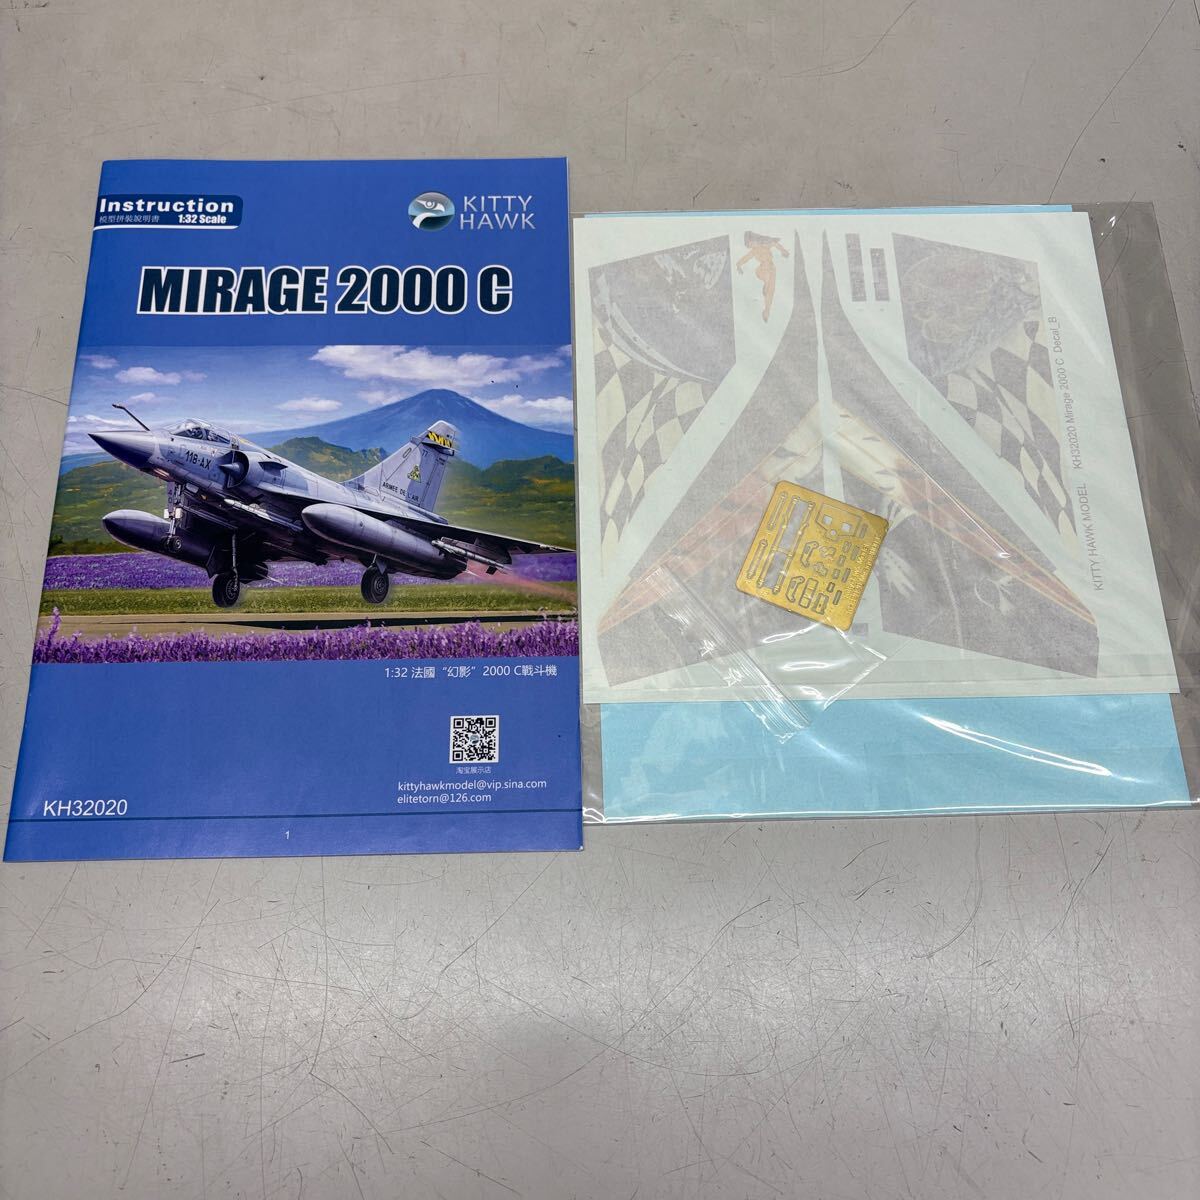 Instruction
模型拼裝說明書 1:32 Scale
KITTY
HAWK
MIRAGE 2000 C
118-AX
ARMEE DE L'AIR
1:32 法國“幻影”2000 C戰斗機
淘宝展示店
kittyhawkmodel@vip.sina.com
elitetorn@126.com
KH32020
1
KITTY HAWK MODEL KH32020 Mirage 2000 C Decal_B